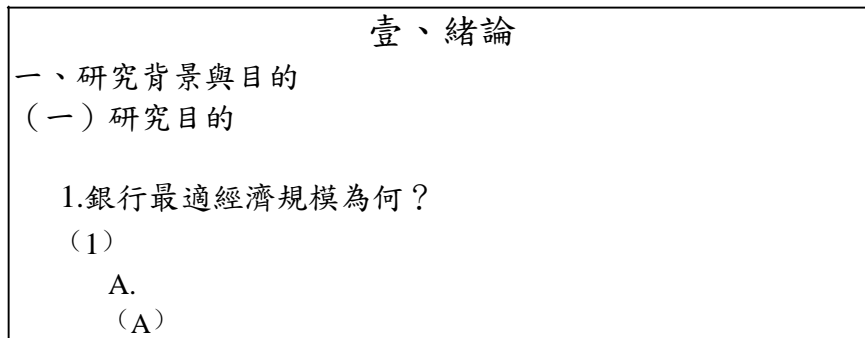 壹、緒論
一、研究背景與目的
（一）研究目的
1.銀行最適經濟規模為何？
（1）
A.
（A）